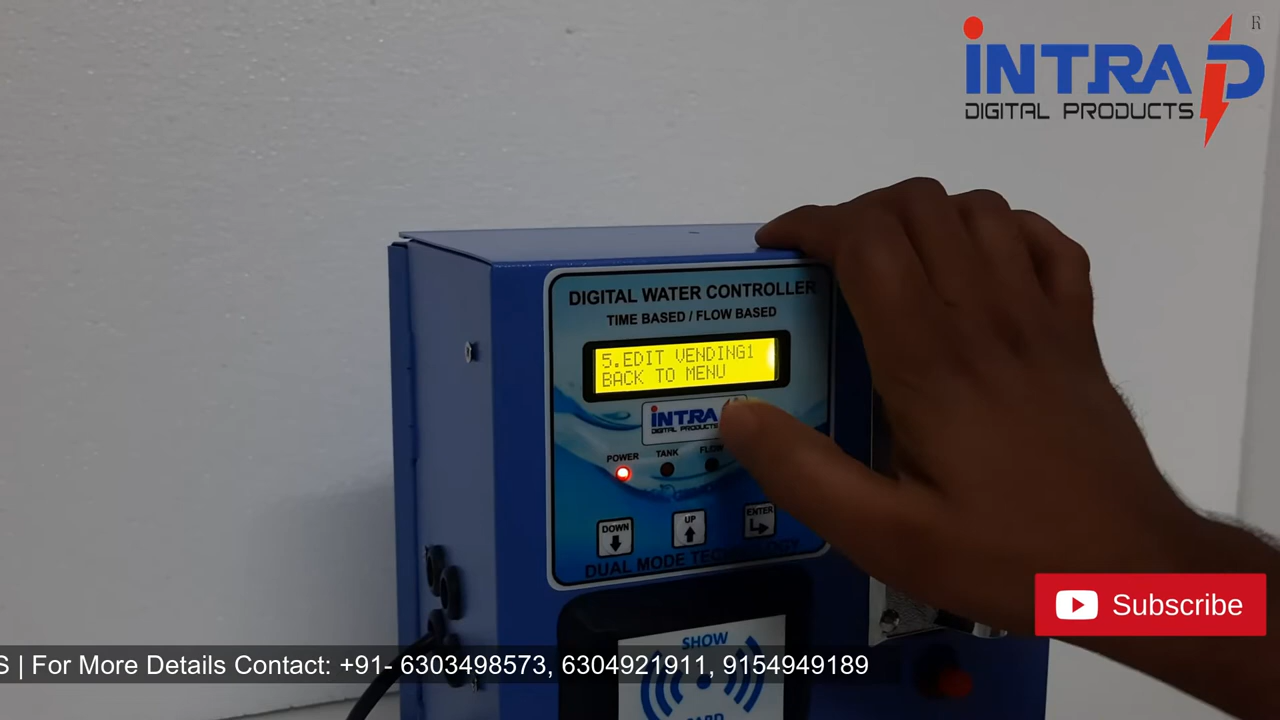 R
INTRA D
DIGITAL PRODUCTS
DIGITAL WATER CONTROLLER
TIME BASED / FLOW BASED
5.EDIT VENDING1
BACK TO MENU
INTRA
DIGITAL PRODUCTS
POWER TANK FLOW
DOWN UP ENTER
DUAL MODE TECHNOLOGY
Subscribe
SHOW
CARD
S | For More Details Contact: +91- 6303498573, 6304921911, 9154949189